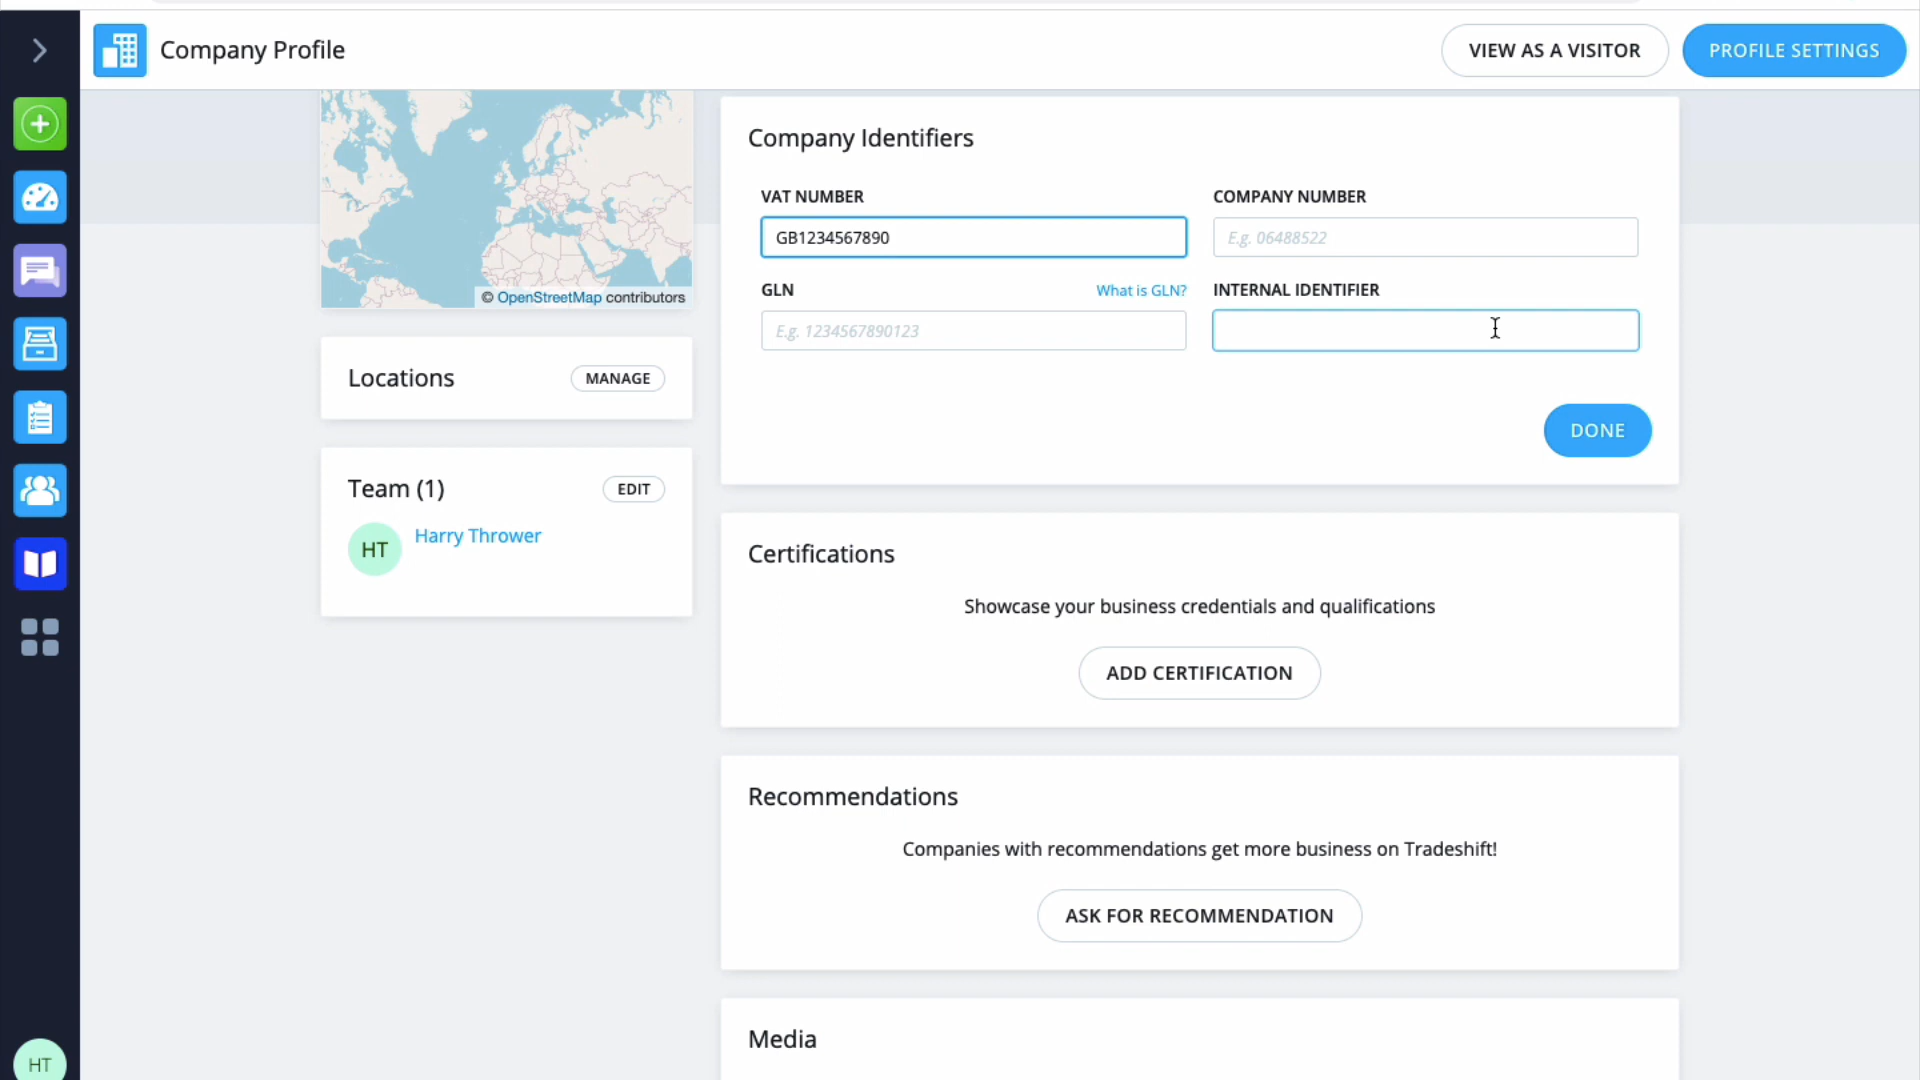 Company Profile
VIEW AS A VISITOR
PROFILE SETTINGS
© OpenStreetMap contributors
Locations
MANAGE
Team (1)
EDIT
HT
Harry Thrower
Company Identifiers
VAT NUMBER
COMPANY NUMBER
GB1234567890
E.g. 06488522
GLN
What is GLN?
INTERNAL IDENTIFIER
E.g. 1234567890123
DONE
Certifications
Showcase your business credentials and qualifications
ADD CERTIFICATION
Recommendations
Companies with recommendations get more business on Tradeshift!
ASK FOR RECOMMENDATION
Media
HT